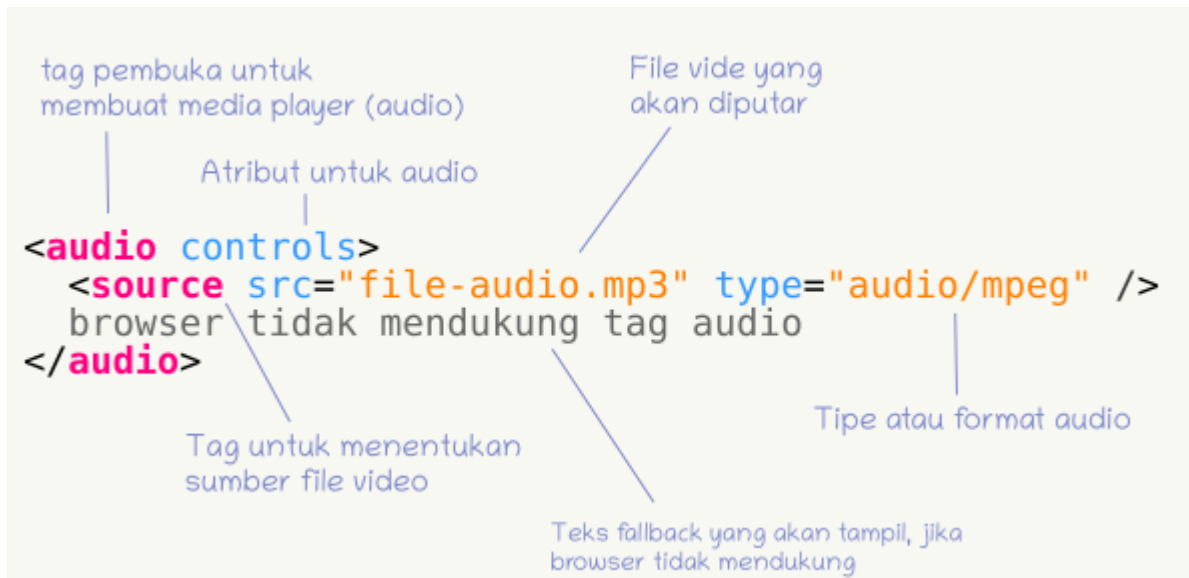 tag pembuka untuk
membuat media player (audio)
File vide yang
akan diputar
Atribut untuk audio
<audio controls>
<source src="file-audio.mp3" type="audio/mpeg" />
browser tidak mendukung tag audio
</audio>
Tipe atau format audio
Tag untuk menentukan
sumber file video
Teks fallback yang akan tampil, jika
browser tidak mendukung